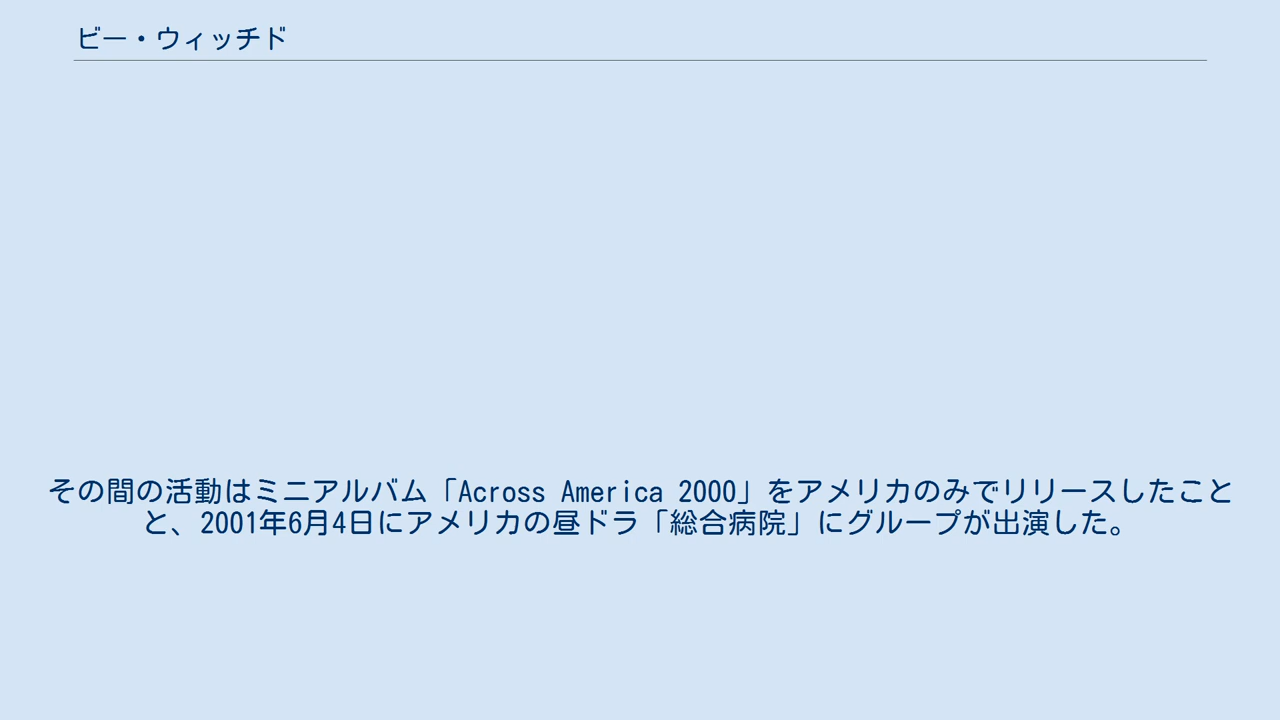 ビー・ウィッチド
その間の活動はミニアルバム「Across America 2000」をアメリカのみでリリースしたこと
と、2001年6月4日にアメリカの昼ドラ「総合病院」にグループが出演した。